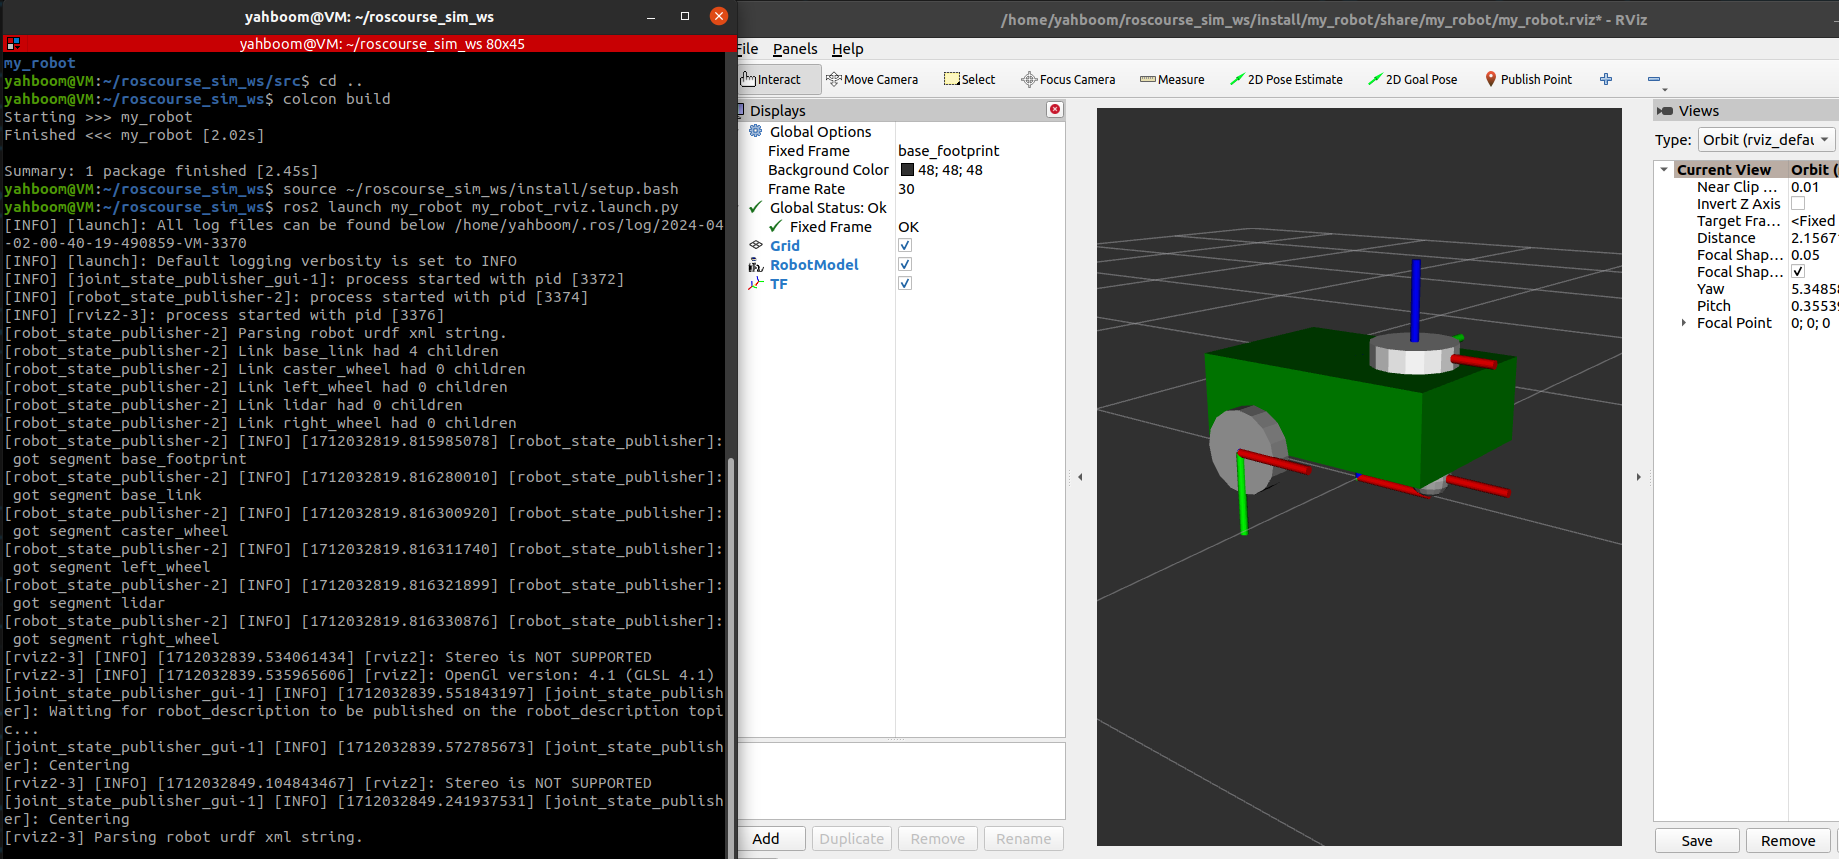 yahboom@VM: ~/roscourse_sim_ws
yahboom@VM: ~/roscourse_sim_ws 80x45
my_robot
yahboom@VM:~/roscourse_sim_ws/src$ cd ..
yahboom@VM:~/roscourse_sim_ws$ colcon build
Starting >>> my_robot
Finished <<< my_robot [2.02s]
Summary: 1 package finished [2.45s]
yahboom@VM:~/roscourse_sim_ws$ source ~/roscourse_sim_ws/install/setup.bash
yahboom@VM:~/roscourse_sim_ws$ ros2 launch my_robot my_robot_rviz.launch.py
[INFO] [launch]: All log files can be found below /home/yahboom/.ros/log/2024-04
-02-00-40-19-490859-VM-3370
[INFO] [launch]: Default logging verbosity is set to INFO
[INFO] [joint_state_publisher_gui-1]: process started with pid [3372]
[INFO] [robot_state_publisher-2]: process started with pid [3374]
[INFO] [rviz2-3]: process started with pid [3376]
[robot_state_publisher-2] Parsing robot urdf xml string.
[robot_state_publisher-2] Link base_link had 4 children
[robot_state_publisher-2] Link caster_wheel had 0 children
[robot_state_publisher-2] Link left_wheel had 0 children
[robot_state_publisher-2] Link lidar had 0 children
[robot_state_publisher-2] Link right_wheel had 0 children
[robot_state_publisher-2] [INFO] [1712032819.815985078] [robot_state_publisher]:
 got segment base_footprint
[robot_state_publisher-2] [INFO] [1712032819.816280010] [robot_state_publisher]:
 got segment base_link
[robot_state_publisher-2] [INFO] [1712032819.816300920] [robot_state_publisher]:
 got segment caster_wheel
[robot_state_publisher-2] [INFO] [1712032819.816311740] [robot_state_publisher]:
 got segment left_wheel
[robot_state_publisher-2] [INFO] [1712032819.816321899] [robot_state_publisher]:
 got segment lidar
[robot_state_publisher-2] [INFO] [1712032819.816330876] [robot_state_publisher]:
 got segment right_wheel
[rviz2-3] [INFO] [1712032839.534061434] [rviz2]: Stereo is NOT SUPPORTED
[rviz2-3] [INFO] [1712032839.535965606] [rviz2]: OpenGl version: 4.1 (GLSL 4.1)
[joint_state_publisher_gui-1] [INFO] [1712032839.551843197] [joint_state_publish
er]: Waiting for robot_description to be published on the robot_description topi
c...
[joint_state_publisher_gui-1] [INFO] [1712032839.572785673] [joint_state_publish
er]: Centering
[rviz2-3] [INFO] [1712032849.104843467] [rviz2]: Stereo is NOT SUPPORTED
[joint_state_publisher_gui-1] [INFO] [1712032849.241937531] [joint_state_publish
er]: Centering
[rviz2-3] Parsing robot urdf xml string.
/home/yahboom/roscourse_sim_ws/install/my_robot/share/my_robot/my_robot.rviz* - RViz
File Panels Help
Interact Move Camera Select Focus Camera Measure 2D Pose Estimate 2D Goal Pose Publish Point
Displays
Global Options
Fixed Frame base_footprint
Background Color 48; 48; 48
Frame Rate 30
Global Status: Ok
Fixed Frame OK
Grid
RobotModel
TF
Add Duplicate Remove Rename
Views
Type: Orbit (rviz_defau
Current View Orbit (
Near Clip ... 0.01
Invert Z Axis
Target Fra... <Fixed
Distance 2.1567
Focal Shap... 0.05
Focal Shap...
Yaw 5.3485
Pitch 0.3553
Focal Point 0; 0; 0
Save Remove